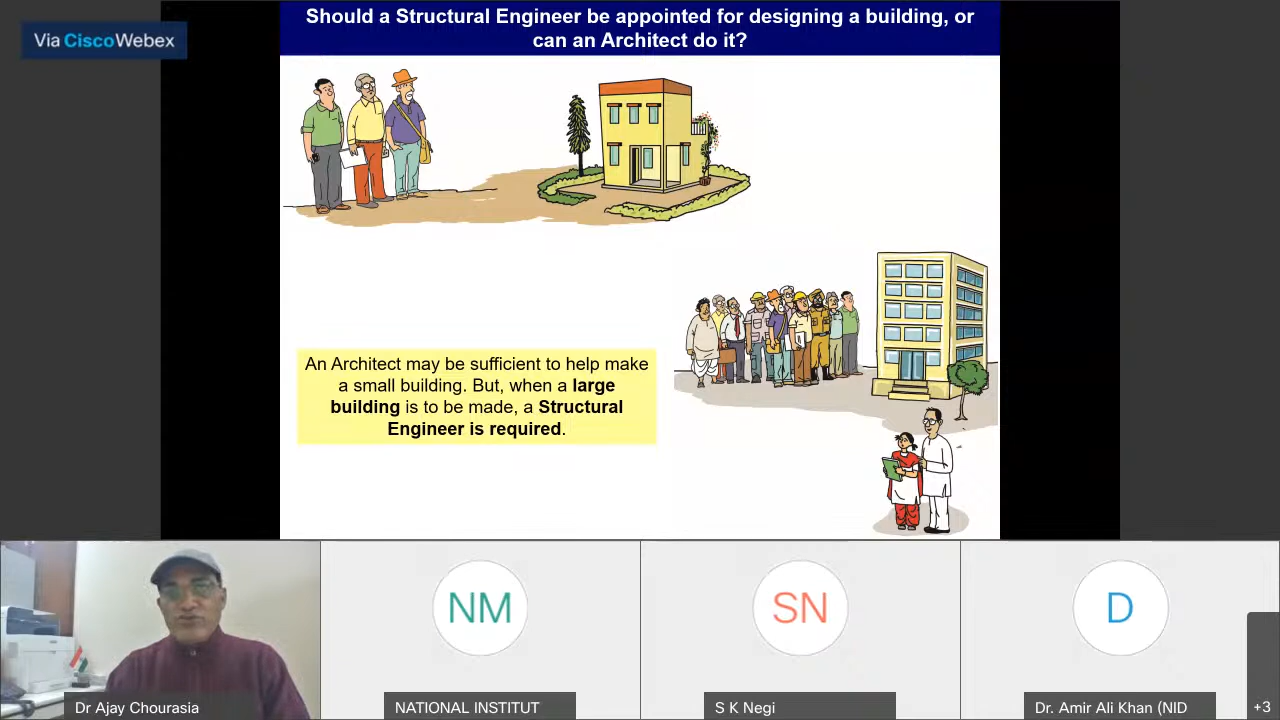 Should a Structural Engineer be appointed for designing a building, or
can an Architect do it?
Via CiscoWebex
An Architect may be sufficient to help make
a small building. But, when a large
building is to be made, a Structural
Engineer is required.
NM
SN
D
Dr Ajay Chourasia
NATIONAL INSTITUT
S K Negi
Dr. Amir Ali Khan (NID
+3